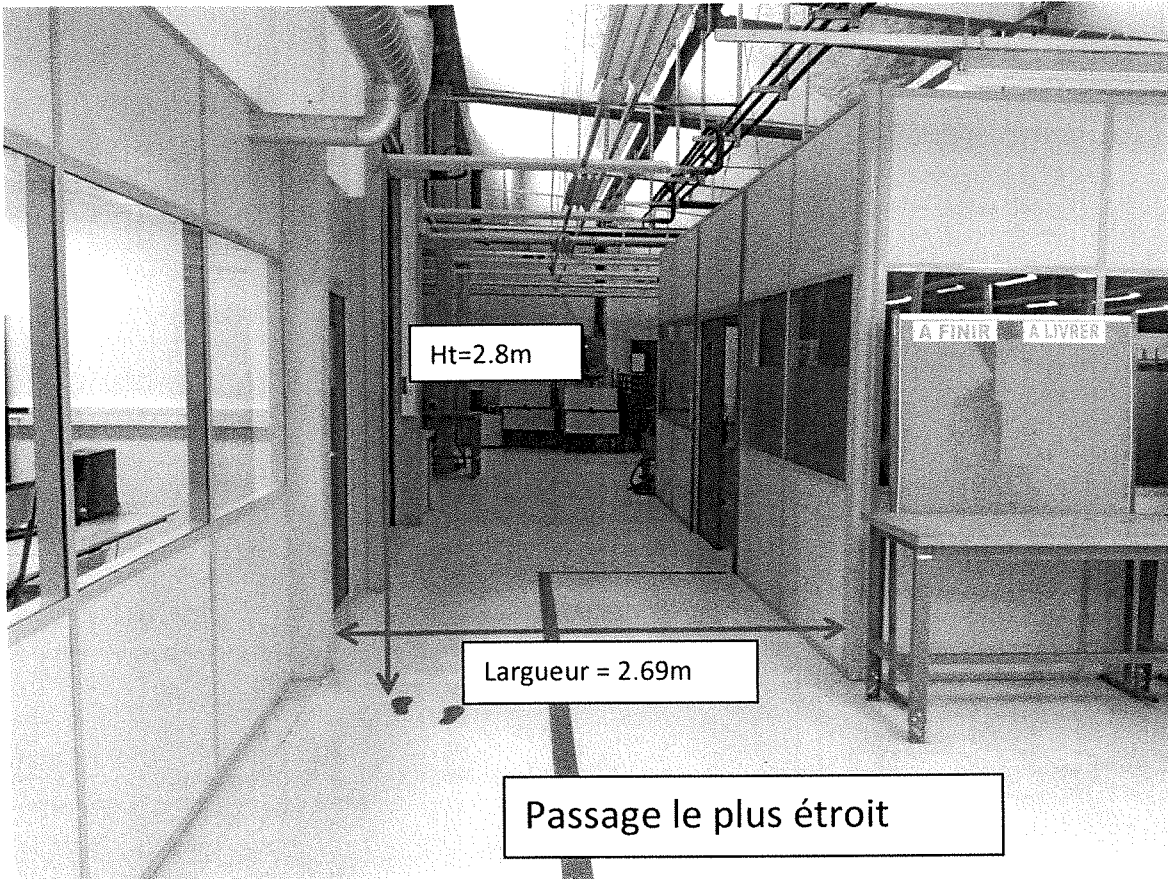 A FINIR A LIVRER
Ht=2.8m
Largueur = 2.69m
Passage le plus étroit